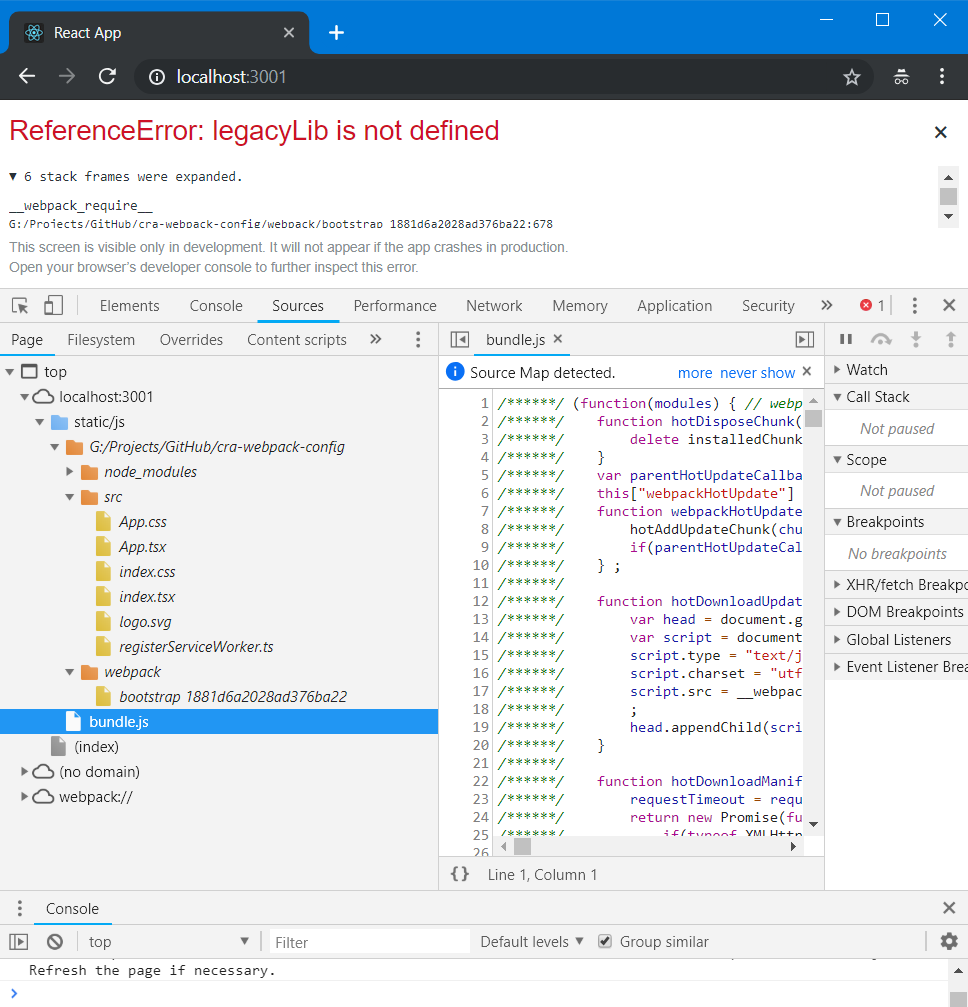 React App
localhost:3001
ReferenceError: legacyLib is not defined
▼ 6 stack frames were expanded.
__webpack_require__
G:/Projects/GitHub/cra-webpack-config/webpack/bootstrap 1881d6a2028ad376ba22:678
This screen is visible only in development. It will not appear if the app crashes in production.
Open your browser’s developer console to further inspect this error.
Elements Console Sources Performance Network Memory Application Security » 1
Page Filesystem Overrides Content scripts »
bundle.js
Source Map detected. more never show
top
localhost:3001
static/js
G:/Projects/GitHub/cra-webpack-config
node_modules
src
App.css
App.tsx
index.css
index.tsx
logo.svg
registerServiceWorker.ts
webpack
bootstrap 1881d6a2028ad376ba22
bundle.js
(index)
(no domain)
webpack://
1 /******/ (function(modules) { // webp
2 /******/ function hotDisposeChunk(
3 /******/ delete installedChunk
4 /******/ }
5 /******/ var parentHotUpdateCallba
6 /******/ this["webpackHotUpdate"]
7 /******/ function webpackHotUpdate
8 /******/ hotAddUpdateChunk(chu
9 /******/ if(parentHotUpdateCal
10 /******/ } ;
11 /******/
12 /******/ function hotDownloadUpdat
13 /******/ var head = document.g
14 /******/ var script = document
15 /******/ script.type = "text/j
16 /******/ script.charset = "utf
17 /******/ script.src = __webpac
18 /******/ ;
19 /******/ head.appendChild(scri
20 /******/ }
21 /******/
22 /******/ function hotDownloadManif
23 /******/ requestTimeout = requ
24 /******/ return new Promise(fu
25 /******/ if(typeof XMLHttp
26
{} Line 1, Column 1
Watch
Call Stack
Not paused
Scope
Not paused
Breakpoints
No breakpoints
XHR/fetch Breakpo
DOM Breakpoints
Global Listeners
Event Listener Brea
Console
top Filter Default levels ▼ Group similar
Refresh the page if necessary.